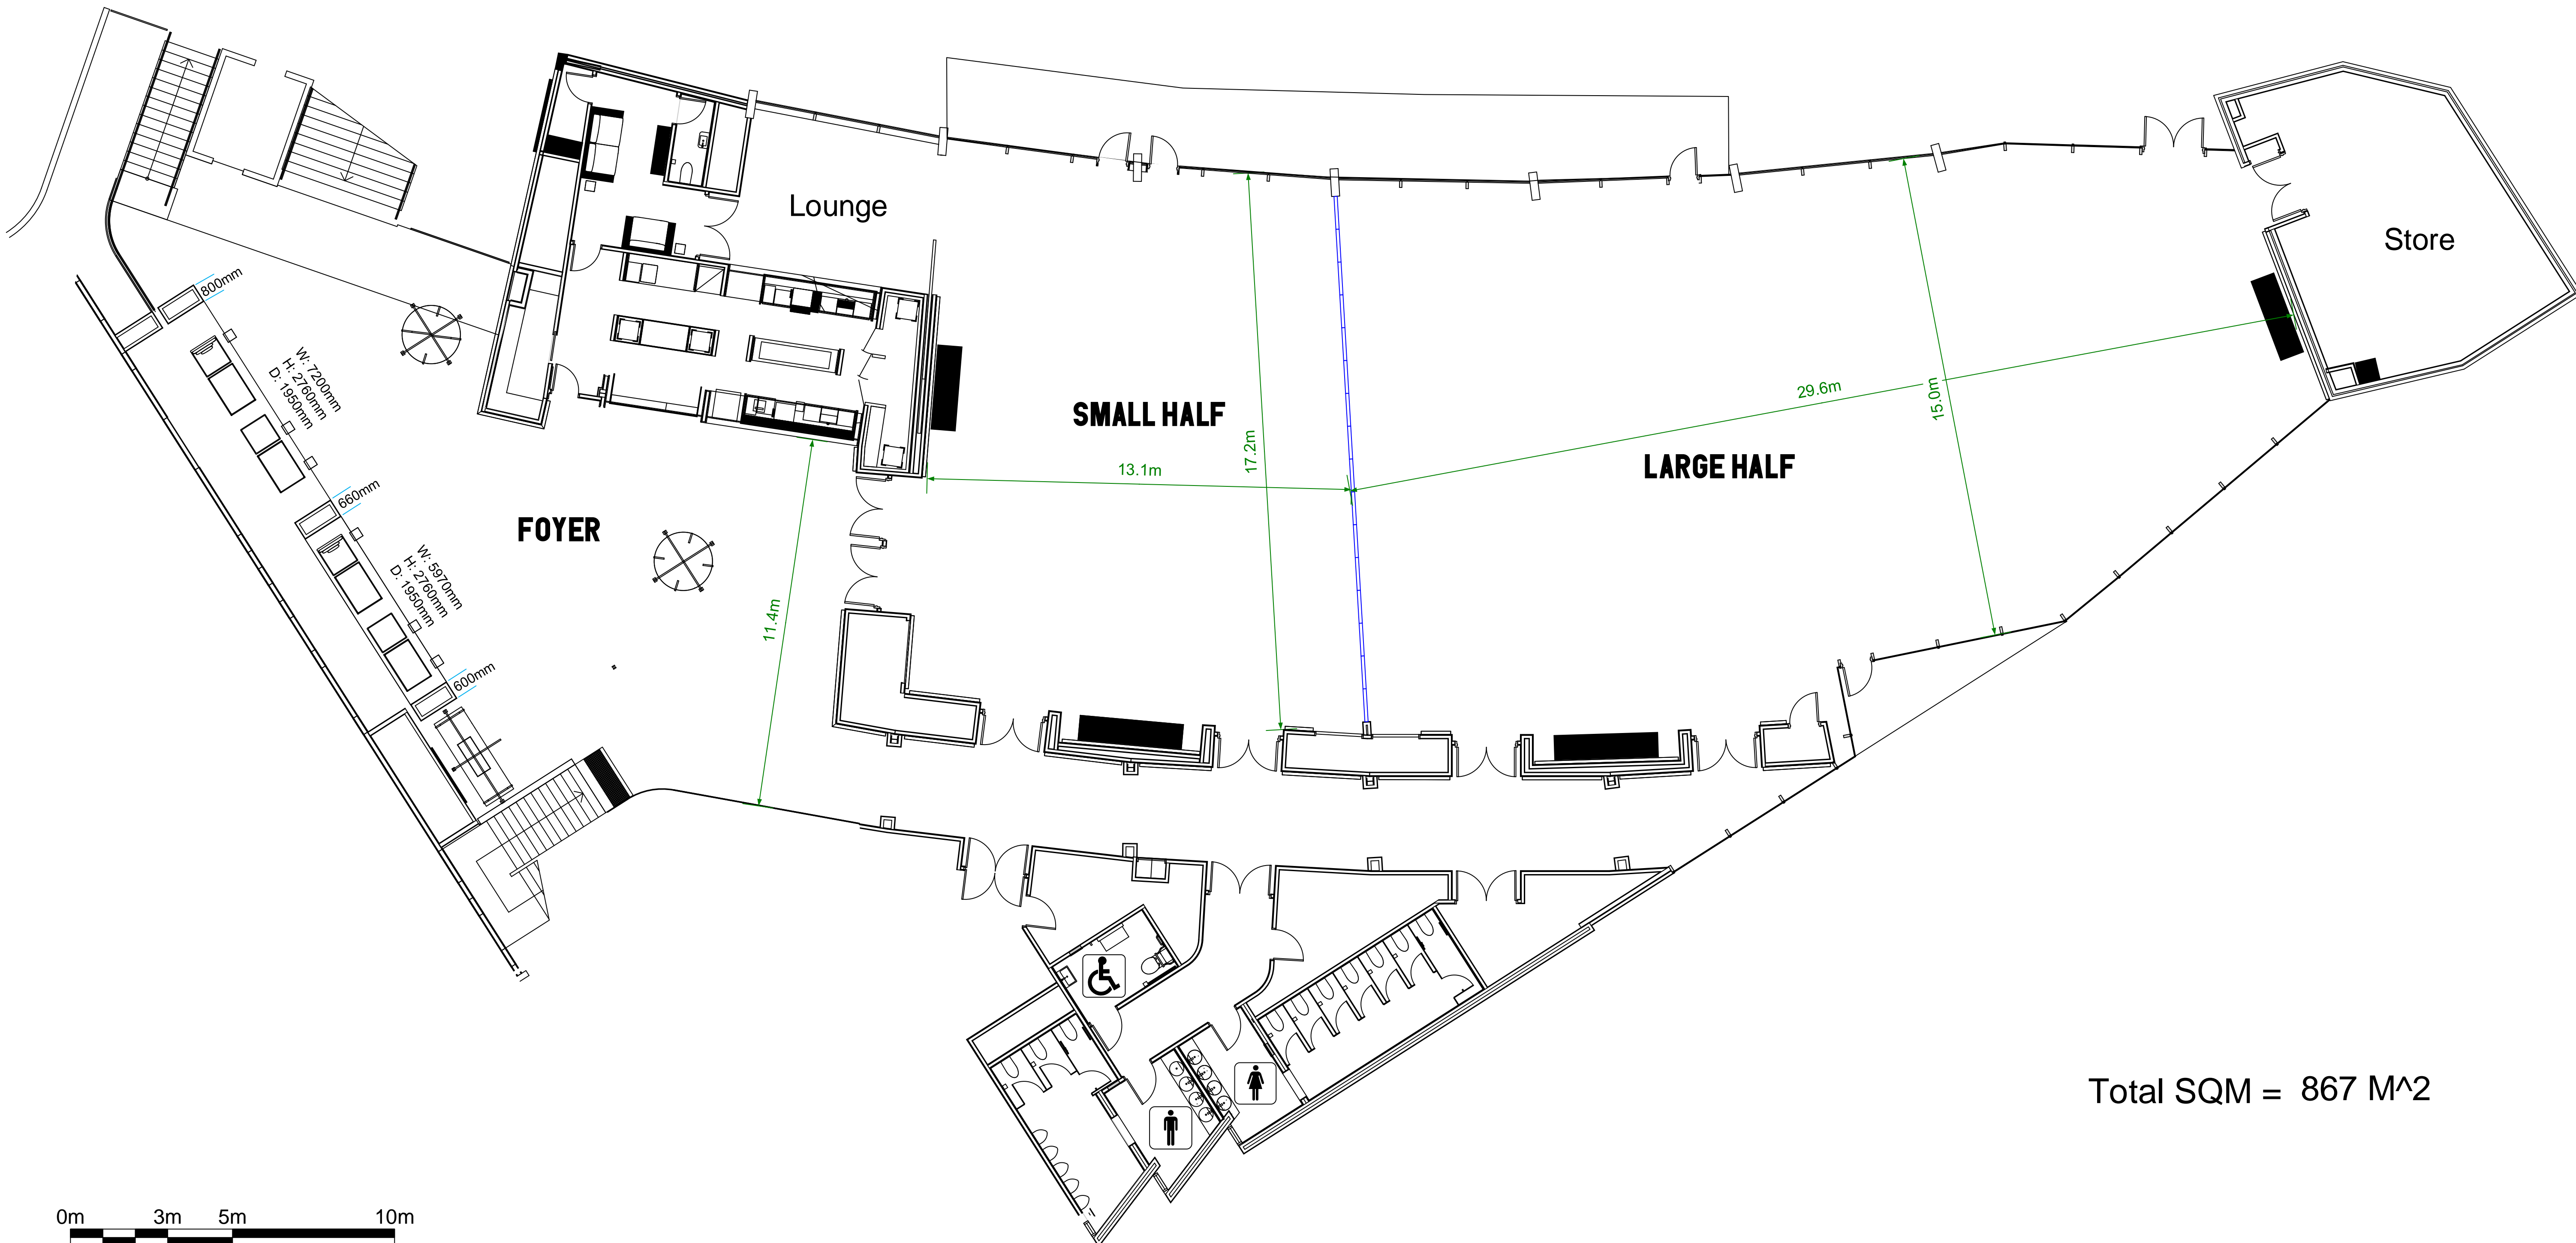 Lounge
Store
800mm
W: 7200mm
H: 2760mm
D: 1950mm
SMALL HALF
29.6m
15.0m
17.2m
13.1m
LARGE HALF
660mm
FOYER
W: 5970mm
H: 2760mm
D: 1950mm
11.4m
600mm
Total SQM = 867 M^2
0m 3m 5m 10m